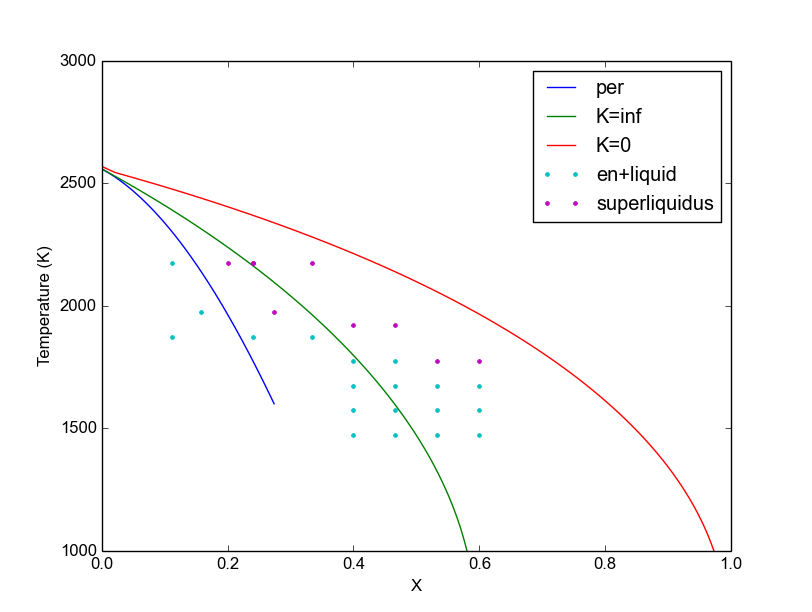 3000
2500
2000
1500
1000
Temperature (K)
0.0 0.2 0.4 0.6 0.8 1.0
X
per
K=inf
K=0
en+liquid
superliquidus